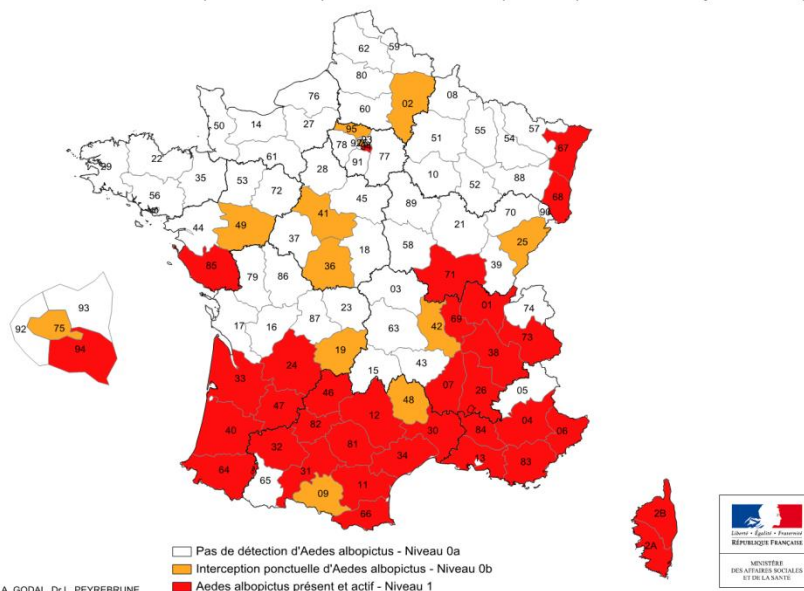 62 59
80
76 02 08
60
50 14 27 95 93 57
51 55 54 67
78 92 77
22 61 91
29 35 28 10 88
53 52 68
56 72 45
41 89 70 90
44 49 21 25
37 58
18 39
85 36 71
79 86 03
01 74
23
17 16 87 63 42 69 73
19 38
24 43
15 07 26 05
33 46 48
47 12 04
82 30 84 06
40 32 81
34 13 83
64 31
65 11
09
66
93
92 75
94
2B
2A
Pas de détection d'Aedes albopictus - Niveau 0a
Interception ponctuelle d'Aedes albopictus - Niveau 0b
Aedes albopictus présent et actif - Niveau 1
A. GODAL, Dr L. PEYREBRUNE
Liberté • Égalité • Fraternité
RÉPUBLIQUE FRANÇAISE
MINISTÈRE
DES AFFAIRES SOCIALES
ET DE LA SANTÉ